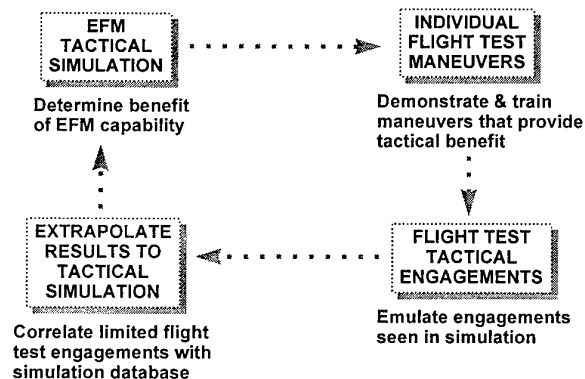 EFM
TACTICAL
SIMULATION
Determine benefit
of EFM capability
INDIVIDUAL
FLIGHT TEST
MANEUVERS
Demonstrate & train
maneuvers that provide
tactical benefit
FLIGHT TEST
TACTICAL
ENGAGEMENTS
Emulate engagements
seen in simulation
EXTRAPOLATE
RESULTS TO
TACTICAL
SIMULATION
Correlate limited flight
test engagements with
simulation database